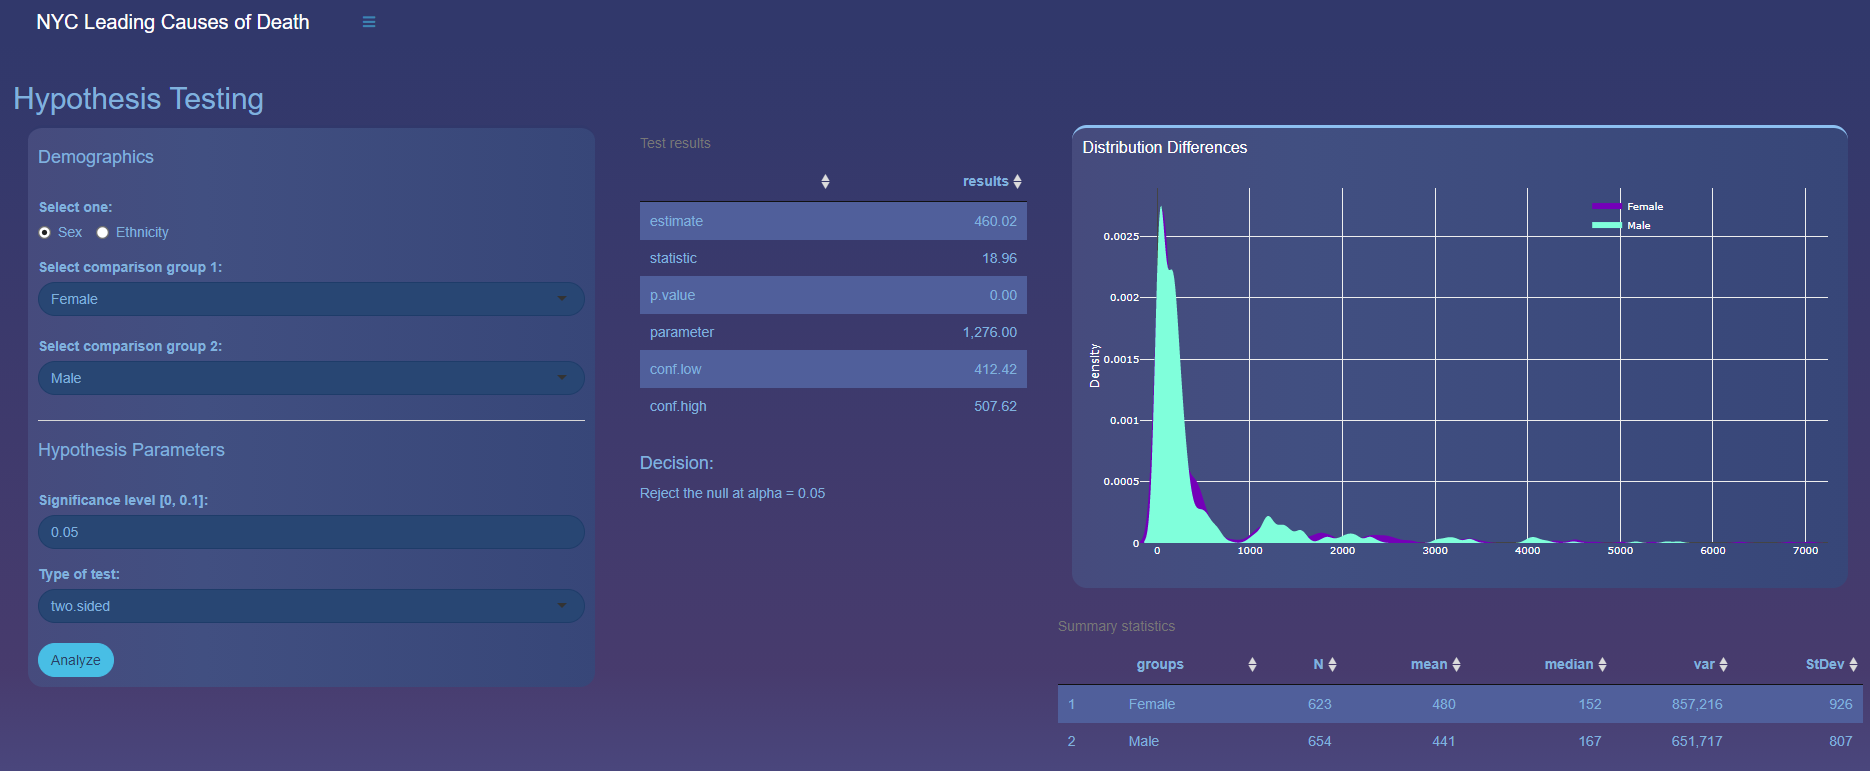 NYC Leading Causes of Death
Hypothesis Testing
Demographics
Select one:
Sex Ethnicity
Select comparison group 1:
Female
Select comparison group 2:
Male
Hypothesis Parameters
Significance level [0, 0.1]:
0.05
Type of test:
two.sided
Analyze
Test results
results
estimate 460.02
statistic 18.96
p.value 0.00
parameter 1,276.00
conf.low 412.42
conf.high 507.62
Decision:
Reject the null at alpha = 0.05
Distribution Differences
Female
Male
Density
0.0025
0.002
0.0015
0.001
0.0005
0
0 1000 2000 3000 4000 5000 6000 7000
Summary statistics
groups N mean median var StDev
1 Female 623 480 152 857,216 926
2 Male 654 441 167 651,717 807